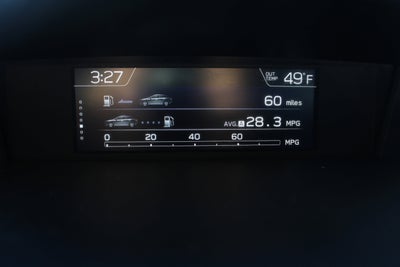 3:27 OUT TEMP 49°F
60 miles
AVG. A 28.3 MPG
0 20 40 60 MPG